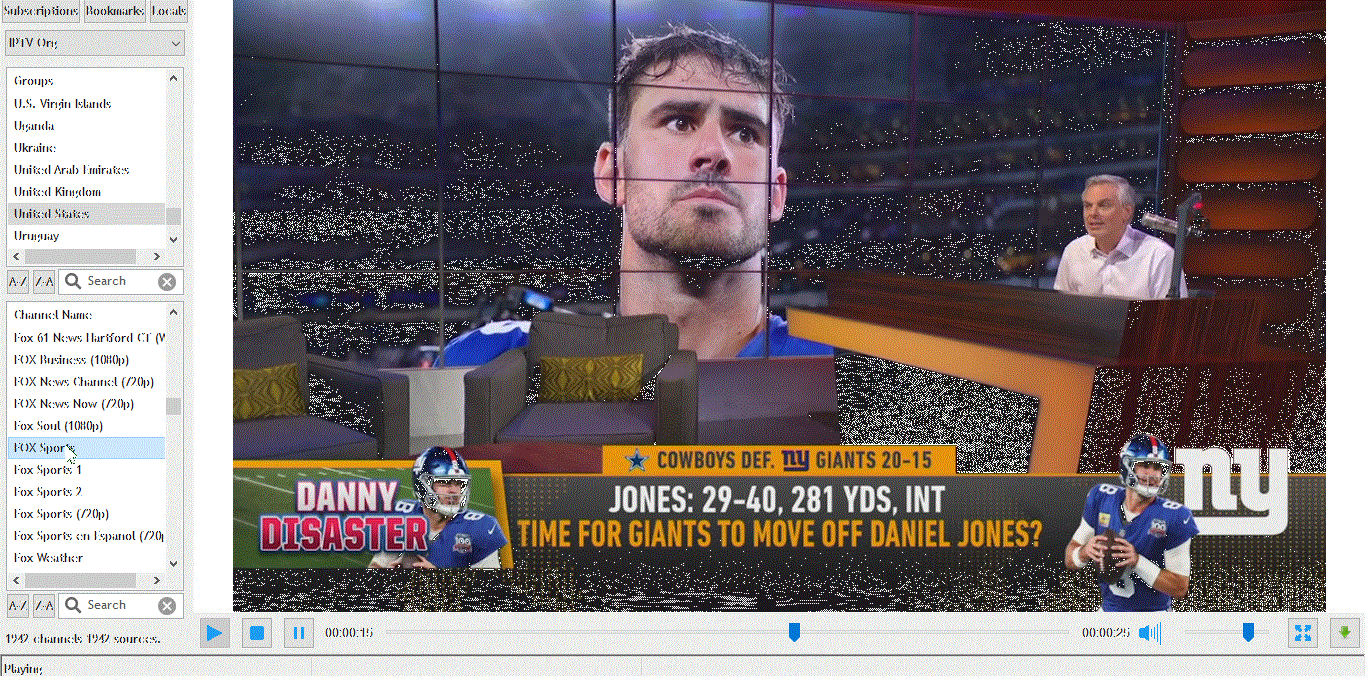 Subscriptions Bookmarks Locals
IPTV Org
Groups
U.S. Virgin Islands
Uganda
Ukraine
United Arab Emirates
United Kingdom
United States
Uruguay
A-Z Z-A Search
Channel Name
Fox 61 News Hartford CT (W
FOX Business (1080p)
FOX News Channel (720p)
FOX News Now (720p)
Fox Soul (1080p)
FOX Sports
Fox Sports 1
Fox Sports 2
Fox Sports (720p)
Fox Sports en Espanol (720p
Fox Weather
A-Z Z-A Search
1942 channels 1942 sources.
COWBOYS DEF. ny GIANTS 20-15
DANNY
DISASTER
JONES: 29-40, 281 YDS, INT
TIME FOR GIANTS TO MOVE OFF DANIEL JONES?
ny
00:00:15
00:00:25
Playing